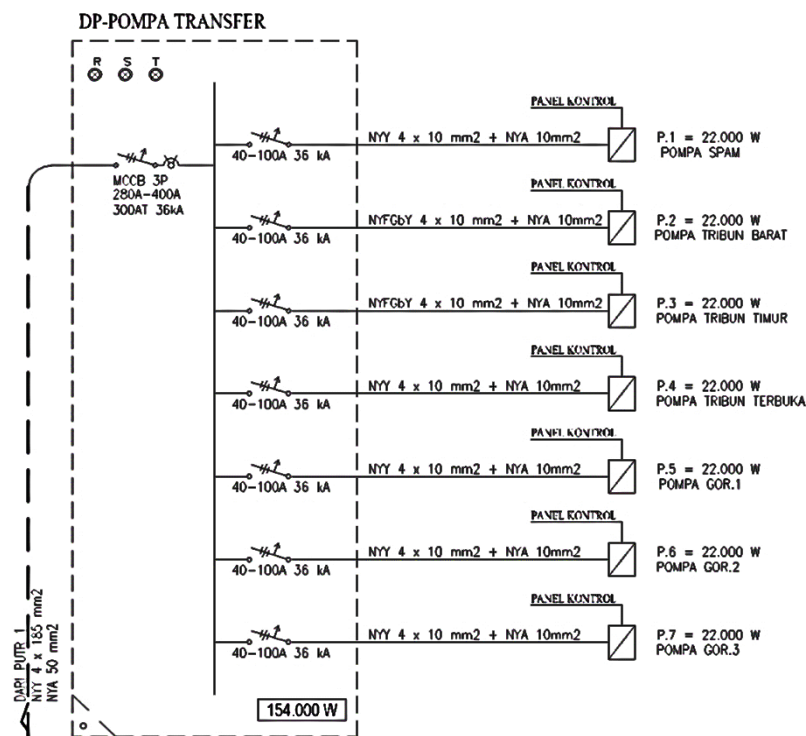 DP-POMPA TRANSFER
R S T
MCCB 3P
280A-400A
300AT 36kA
40-100A 36 kA
NYY 4 x 10 mm2 + NYA 10mm2
PANEL KONTROL
P.1 = 22.000 W
POMPA SPAM
40-100A 36 kA
NYFGbY 4 x 10 mm2 + NYA 10mm2
PANEL KONTROL
P.2 = 22.000 W
POMPA TRIBUN BARAT
40-100A 36 kA
NYFGbY 4 x 10 mm2 + NYA 10mm2
PANEL KONTROL
P.3 = 22.000 W
POMPA TRIBUN TIMUR
40-100A 36 kA
NYY 4 x 10 mm2 + NYA 10mm2
PANEL KONTROL
P.4 = 22.000 W
POMPA TRIBUN TERBUKA
40-100A 36 kA
NYY 4 x 10 mm2 + NYA 10mm2
PANEL KONTROL
P.5 = 22.000 W
POMPA GOR.1
40-100A 36 kA
NYY 4 x 10 mm2 + NYA 10mm2
PANEL KONTROL
P.6 = 22.000 W
POMPA GOR.2
40-100A 36 kA
NYY 4 x 10 mm2 + NYA 10mm2
PANEL KONTROL
P.7 = 22.000 W
POMPA GOR.3
DARI PUTR 1
NYY 4 x 185 mm2
NYA 50 mm2
154.000 W